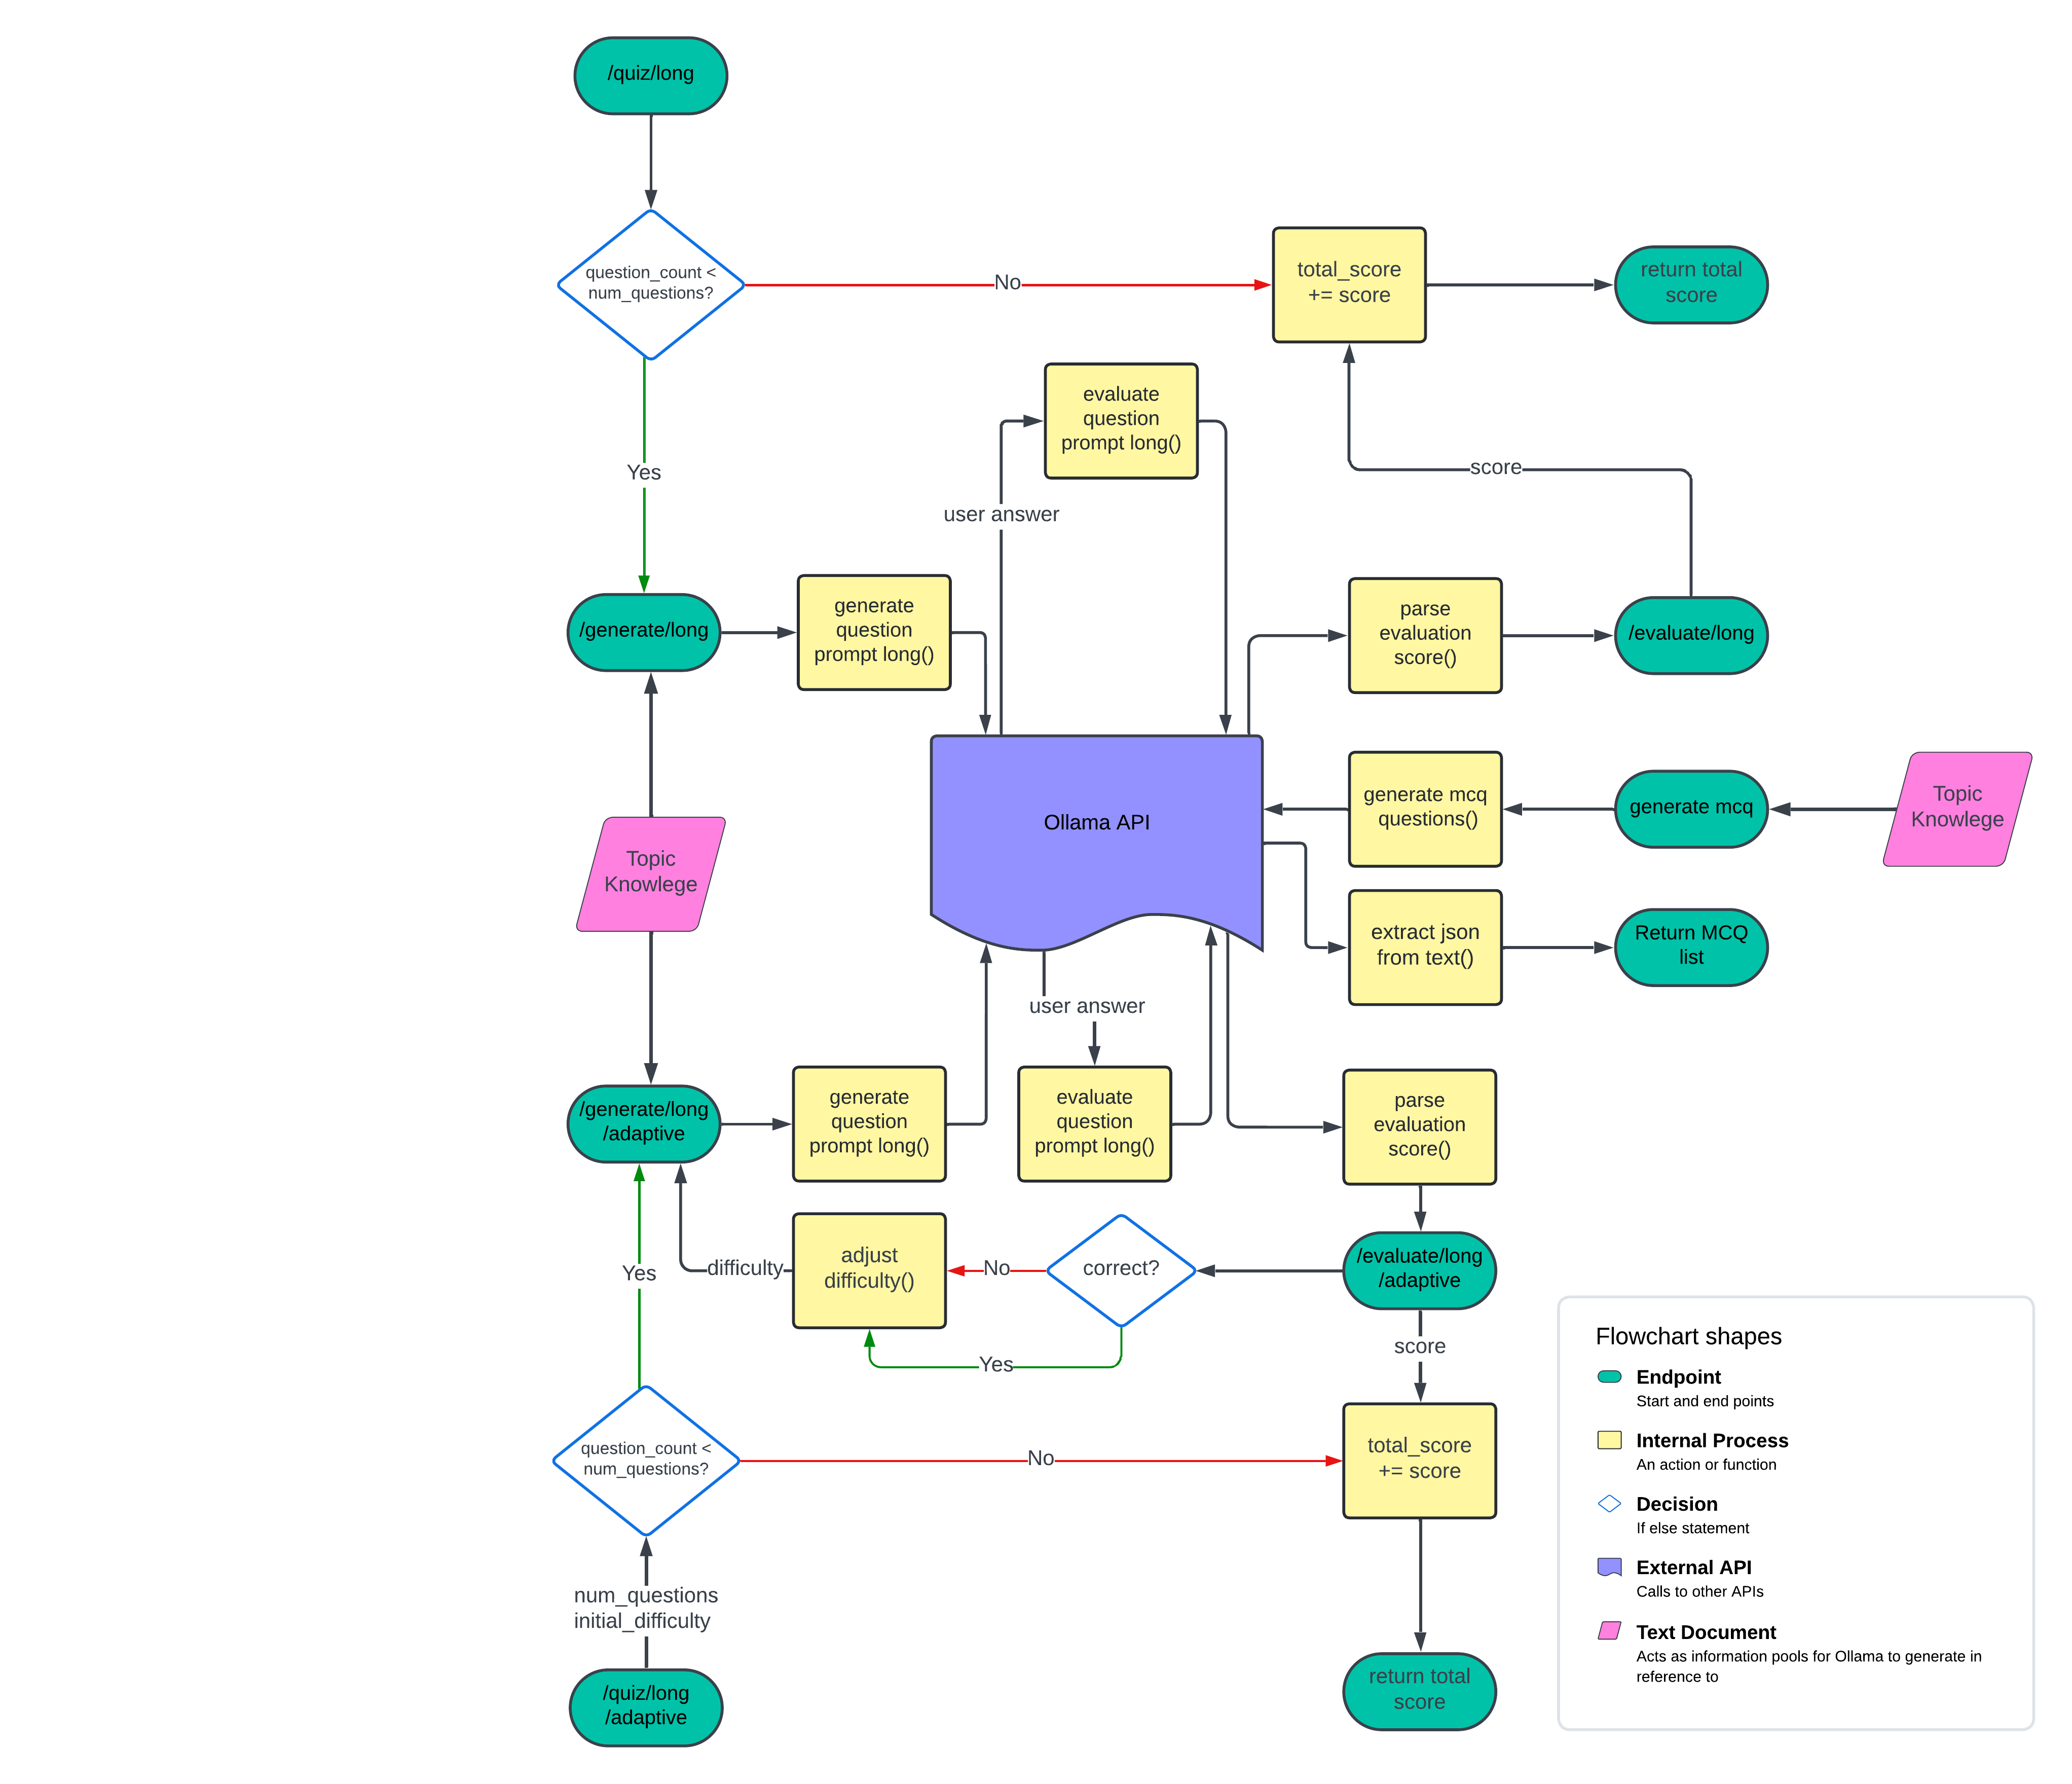 /quiz/long
question_count <
num_questions?
No
total_score
+= score
return total
score
evaluate
question
prompt long()
Yes
score
user answer
/generate/long
generate
question
prompt long()
parse
evaluation
score()
/evaluate/long
Ollama API
generate mcq
questions()
generate mcq
Topic
Knowlege
Topic
Knowlege
extract json
from text()
Return MCQ
list
user answer
/generate/long
/adaptive
generate
question
prompt long()
evaluate
question
prompt long()
parse
evaluation
score()
Yes
difficulty
adjust
difficulty()
No
correct?
/evaluate/long
/adaptive
Yes
score
question_count <
num_questions?
No
total_score
+= score
num_questions
initial_difficulty
/quiz/long
/adaptive
return total
score
Flowchart shapes
Endpoint
Start and end points
Internal Process
An action or function
Decision
If else statement
External API
Calls to other APIs
Text Document
Acts as information pools for Ollama to generate in
reference to